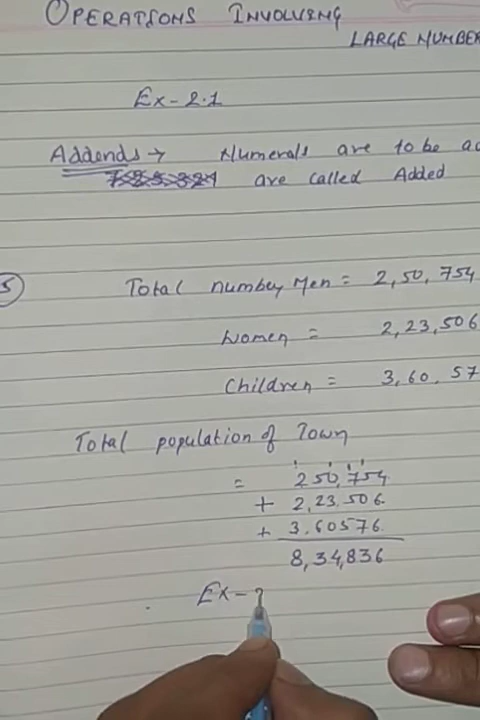 OPERATIONS INVOLVING
LARGE NUMBER
Ex - 2.1
Addends → Numerals are to be ad
are called Added
5 Total number Men = 2,50,754
Women = 2,23,506
Children = 3,60,57
Total population of Town
= 250,754
+ 2,23,506
+ 3,60576
8,34,836
Ex - 2